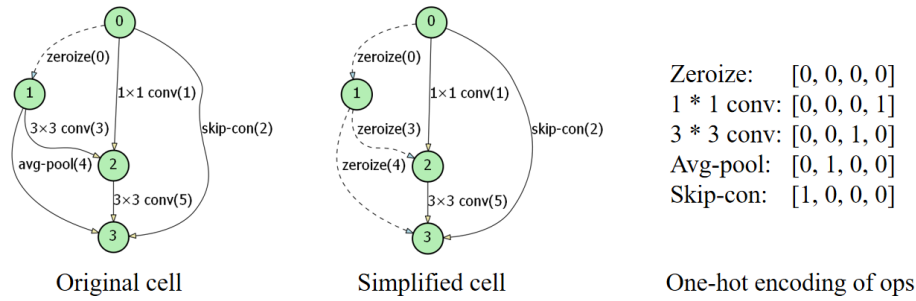 0
zeroize(0)
1
1×1 conv(1)
3×3 conv(3)
skip-con(2)
avg-pool(4)
2
3×3 conv(5)
3
Original cell
0
zeroize(0)
1
1×1 conv(1)
zeroize(3)
skip-con(2)
zeroize(4)
2
3×3 conv(5)
3
Simplified cell
Zeroize: [0, 0, 0, 0]
1 * 1 conv: [0, 0, 0, 1]
3 * 3 conv: [0, 0, 1, 0]
Avg-pool: [0, 1, 0, 0]
Skip-con: [1, 0, 0, 0]
One-hot encoding of ops